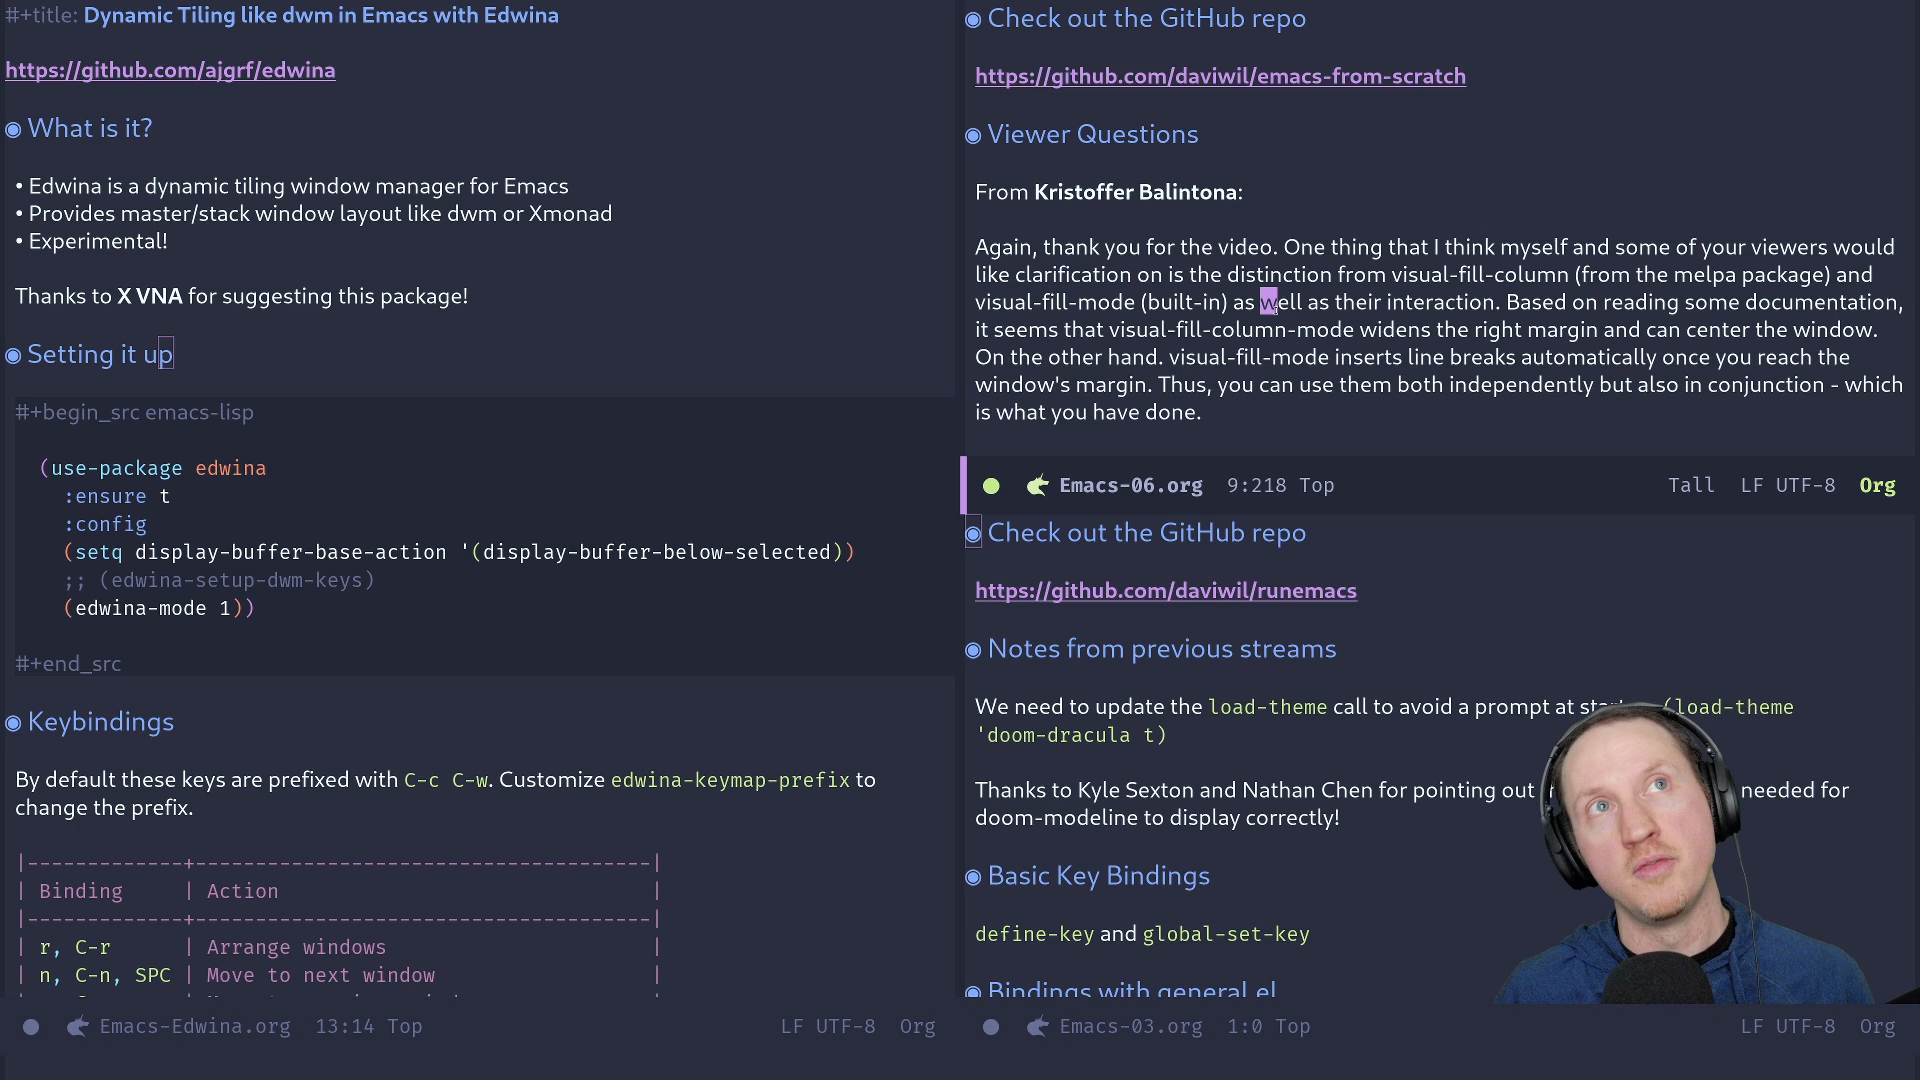 #+title: Dynamic Tiling like dwm in Emacs with Edwina
https://github.com/ajgrf/edwina
◉ What is it?
• Edwina is a dynamic tiling window manager for Emacs
• Provides master/stack window layout like dwm or Xmonad
• Experimental!
Thanks to X VNA for suggesting this package!
◉ Setting it up
#+begin_src emacs-lisp
(use-package edwina
:ensure t
:config
(setq display-buffer-base-action '(display-buffer-below-selected))
;; (edwina-setup-dwm-keys)
(edwina-mode 1))
#+end_src
◉ Keybindings
By default these keys are prefixed with C-c C-w. Customize edwina-keymap-prefix to
change the prefix.
|-------------+---------------------------------------|
| Binding | Action |
|-------------+---------------------------------------|
| r, C-r | Arrange windows |
| n, C-n, SPC | Move to next window |
Emacs-Edwina.org 13:14 Top LF UTF-8 Org
◉ Check out the GitHub repo
https://github.com/daviwil/emacs-from-scratch
◉ Viewer Questions
From Kristoffer Balintona:
Again, thank you for the video. One thing that I think myself and some of your viewers would
like clarification on is the distinction from visual-fill-column (from the melpa package) and
visual-fill-mode (built-in) as well as their interaction. Based on reading some documentation,
it seems that visual-fill-column-mode widens the right margin and can center the window.
On the other hand. visual-fill-mode inserts line breaks automatically once you reach the
window's margin. Thus, you can use them both independently but also in conjunction - which
is what you have done.
Emacs-06.org 9:218 Top Tall LF UTF-8 Org
◉ Check out the GitHub repo
https://github.com/daviwil/runemacs
◉ Notes from previous streams
We need to update the load-theme call to avoid a prompt at (load-theme
'doom-dracula t)
Thanks to Kyle Sexton and Nathan Chen for pointing out needed for
doom-modeline to display correctly!
◉ Basic Key Bindings
define-key and global-set-key
◉ Bindings with general.el
Emacs-03.org 1:0 Top LF UTF-8 Org